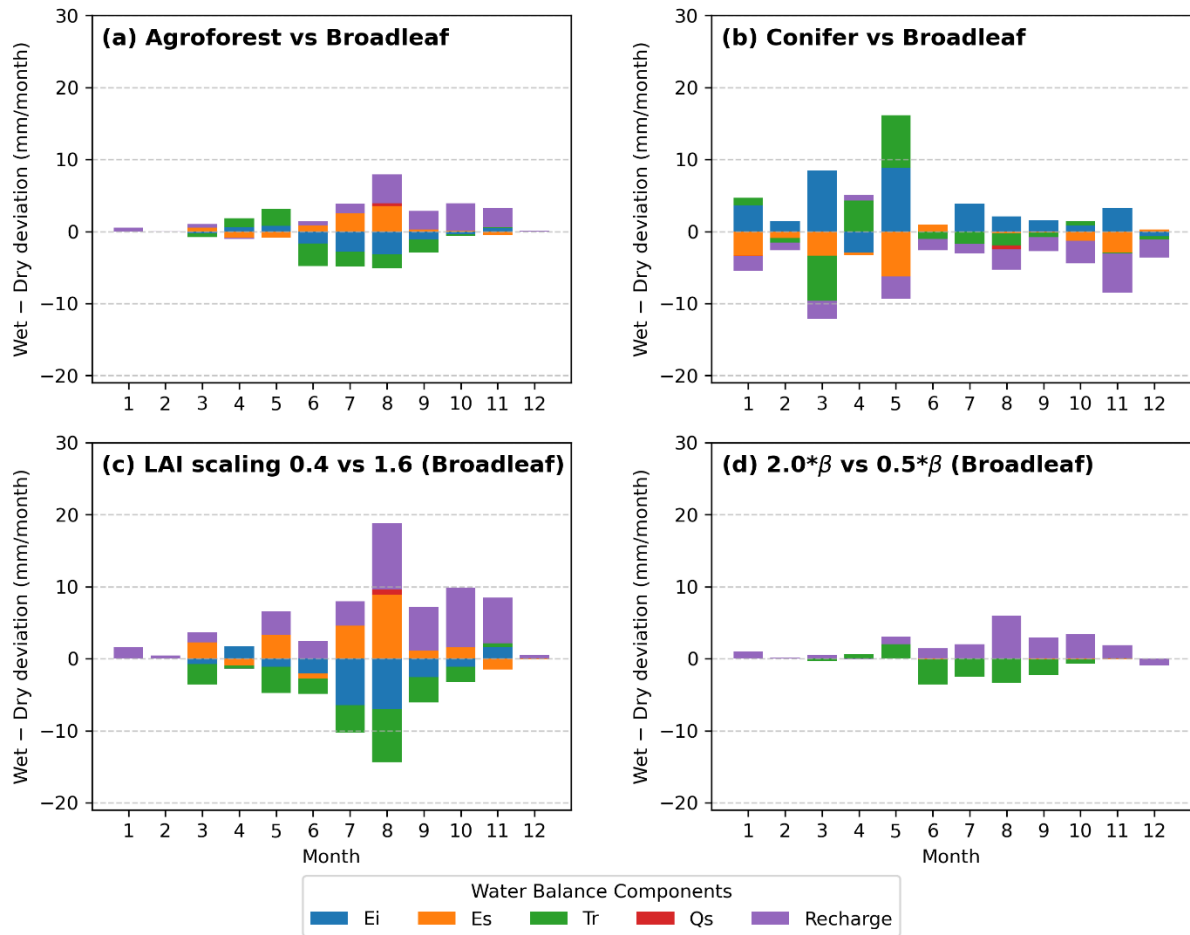 (a) Agroforest vs Broadleaf
Wet − Dry deviation (mm/month)
30
20
10
0
−10
−20
1 2 3 4 5 6 7 8 9 10 11 12
(b) Conifer vs Broadleaf
Wet − Dry deviation (mm/month)
30
20
10
0
−10
−20
1 2 3 4 5 6 7 8 9 10 11 12
(c) LAI scaling 0.4 vs 1.6 (Broadleaf)
Wet − Dry deviation (mm/month)
30
20
10
0
−10
−20
1 2 3 4 5 6 7 8 9 10 11 12
Month
(d) 2.0*β vs 0.5*β (Broadleaf)
Wet − Dry deviation (mm/month)
30
20
10
0
−10
−20
1 2 3 4 5 6 7 8 9 10 11 12
Month
Water Balance Components
Ei Es Tr Qs Recharge